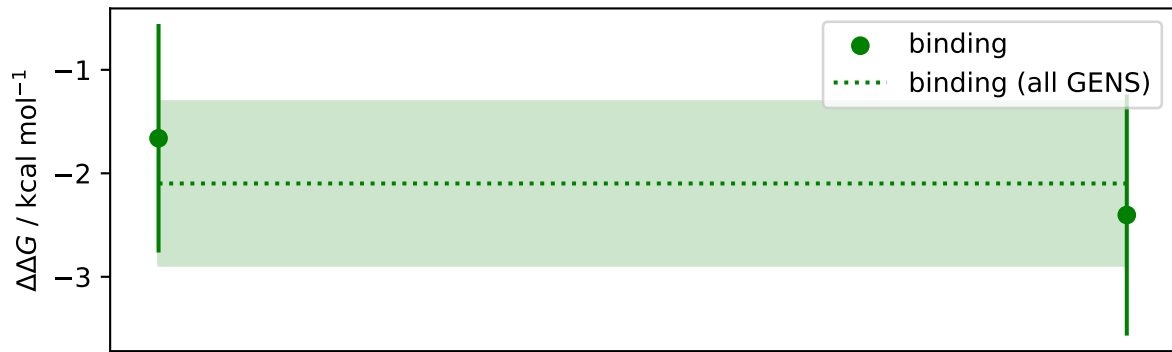 ΔΔG / kcal mol⁻¹
−1
−2
−3
binding
binding (all GENS)